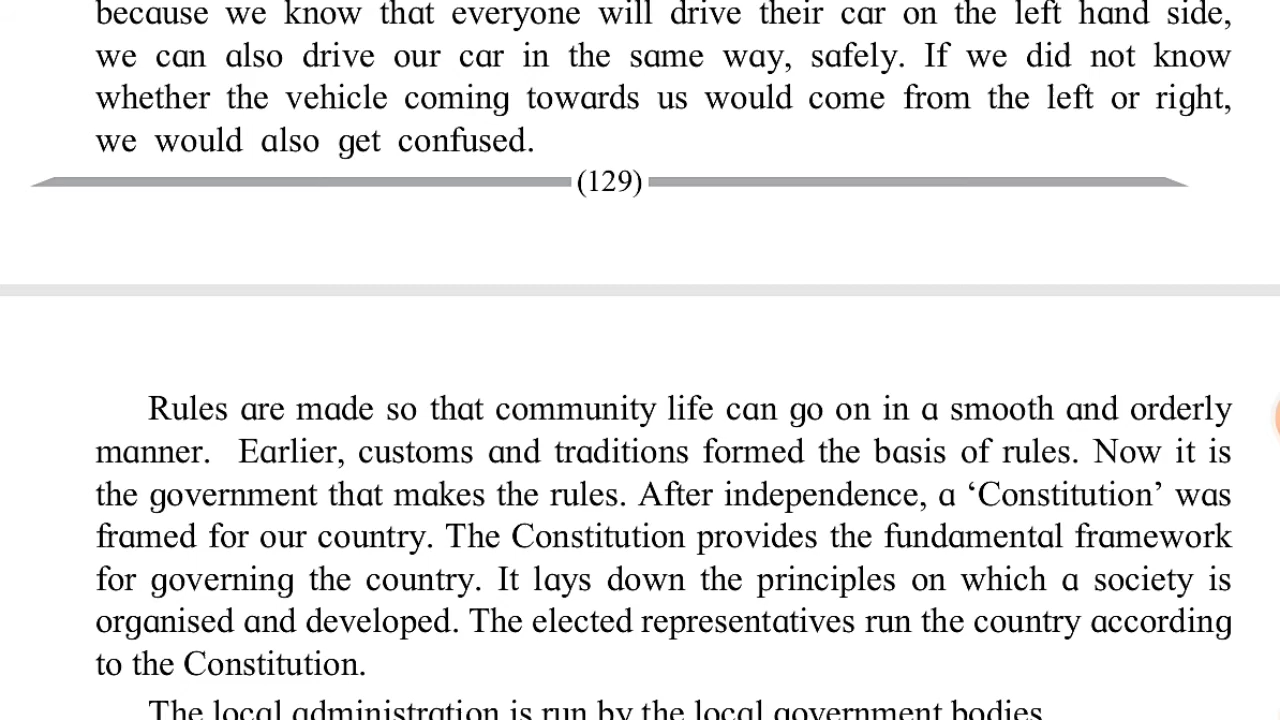 because we know that everyone will drive their car on the left hand side,
we can also drive our car in the same way, safely. If we did not know
whether the vehicle coming towards us would come from the left or right,
we would also get confused.
(129)
Rules are made so that community life can go on in a smooth and orderly
manner. Earlier, customs and traditions formed the basis of rules. Now it is
the government that makes the rules. After independence, a ‘Constitution’ was
framed for our country. The Constitution provides the fundamental framework
for governing the country. It lays down the principles on which a society is
organised and developed. The elected representatives run the country according
to the Constitution.
The local administration is run by the local government bodies